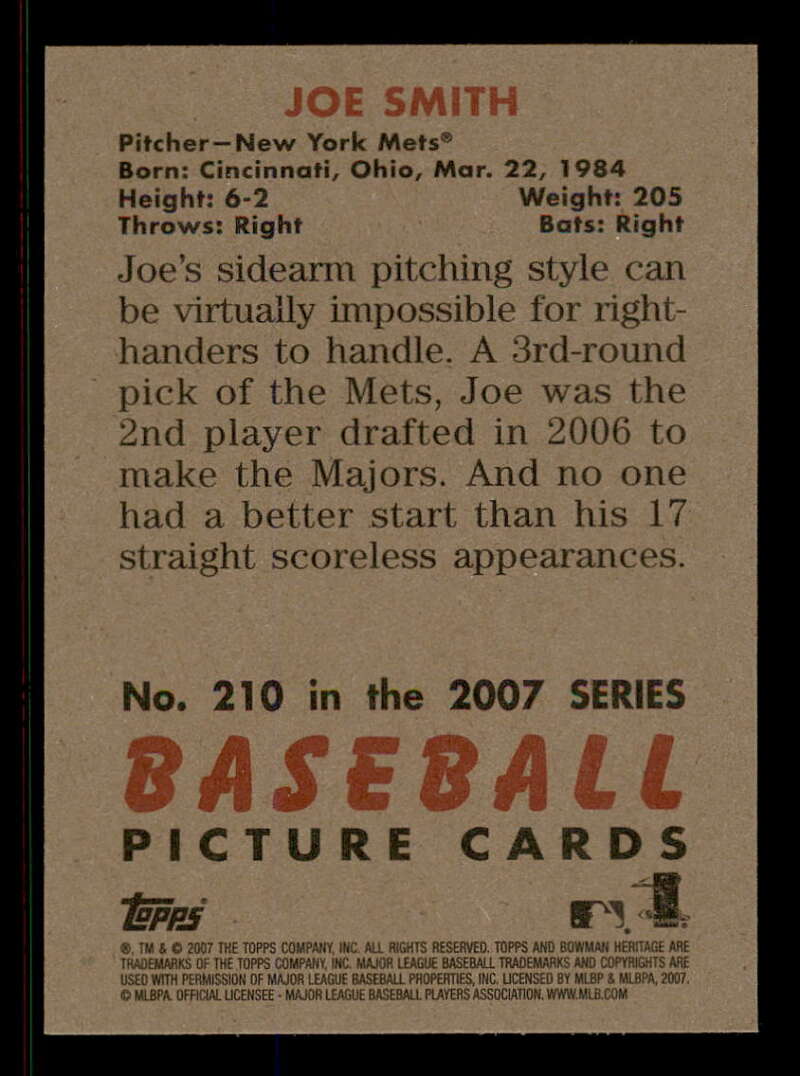 JOE SMITH
Pitcher—New York Mets®
Born: Cincinnati, Ohio, Mar. 22, 1984
Height: 6-2 Weight: 205
Throws: Right Bats: Right
Joe's sidearm pitching style can
be virtually impossible for right-
handers to handle. A 3rd-round
pick of the Mets, Joe was the
2nd player drafted in 2006 to
make the Majors. And no one
had a better start than his 17
straight scoreless appearances.
No. 210 in the 2007 SERIES
BASEBALL
PICTURE CARDS
topps
®, TM & © 2007 THE TOPPS COMPANY, INC. ALL RIGHTS RESERVED. TOPPS AND BOWMAN HERITAGE ARE
TRADEMARKS OF THE TOPPS COMPANY, INC. MAJOR LEAGUE BASEBALL TRADEMARKS AND COPYRIGHTS ARE
USED WITH PERMISSION OF MAJOR LEAGUE BASEBALL PROPERTIES, INC. LICENSED BY MLBP & MLBPA, 2007.
© MLBPA. OFFICIAL LICENSEE - MAJOR LEAGUE BASEBALL PLAYERS ASSOCIATION. WWW.MLB.COM